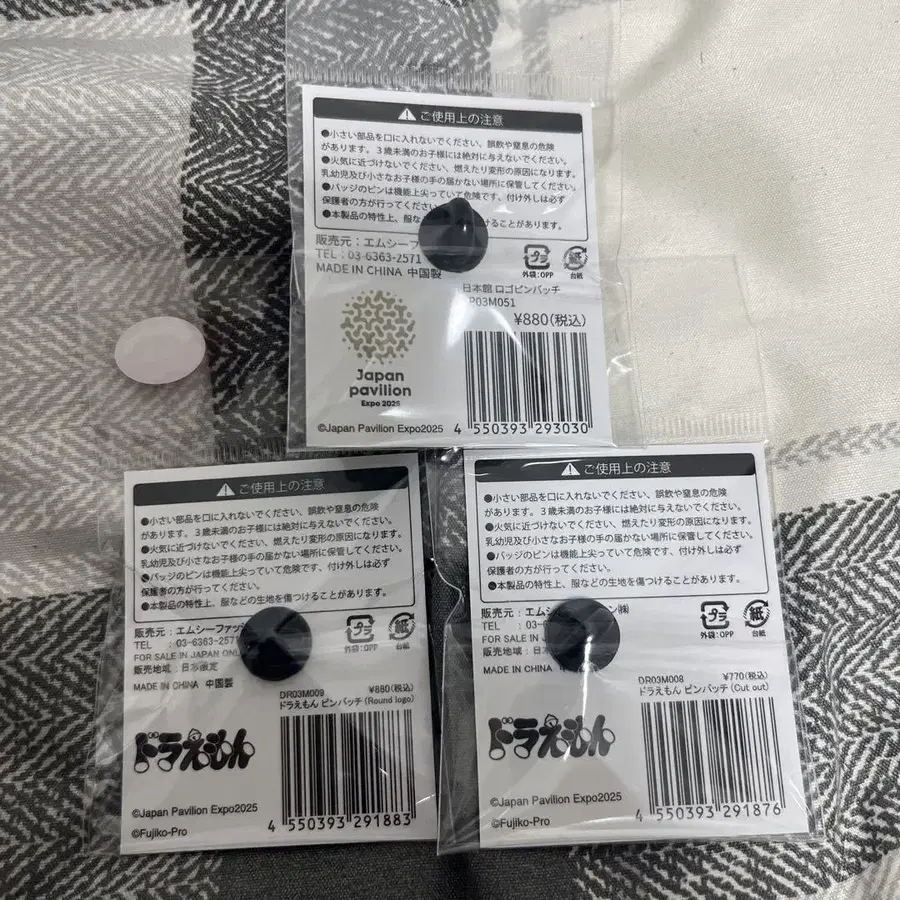 ⚠ご使用上の注意
●小さい部品を口に入れないでください、誤飲や窒息の危険
があります。３歳未満のお子様には絶対に与えないでください。
●火気に近づけないでください、燃えたり変形の原因になります。
乳幼児及び小さなお子様の手の届かない場所に保管してください。
●バッジのピンは機能上尖っていて危険です、付け外しは必ず
保護者の方が行ってください。
●本製品の特性上、服など けることがあります。
販売元：エムシーファ
TEL：03-6363-2571
MADE IN CHINA 中国製
プラ
外袋：OPP
台紙
日本館 ロゴピンバッチ
P03M051
¥880(税込)
Japan
pavilion
Expo 2025
©Japan Pavilion Expo2025
4 550393 293030
⚠ご使用上の注意
●小さい部品を口に入れないでください、誤飲や窒息の危険
があります。３歳未満のお子様には絶対に与えないでください。
●火気に近づけないでください、燃えたり変形の原因になります。
乳幼児及び小さなお子様の手の届かない場所に保管してください。
●バッジのピンは機能上尖っていて危険です、付け外しは必ず
保護者の方が行ってください。
●本製品の特性上、服などの生地を傷つけることがあります。
販売元：エムシーファッシ
TEL ：03-6363-2571
FOR SALE IN JAPAN ONL
販売地域：日本限定
MADE IN CHINA 中国製
プラ
外袋：OPP
紙
台紙
DR03M009 ¥880(税込)
ドラえもん ピンバッチ(Round logo)
ドラえもん
©Japan Pavilion Expo2025
©Fujiko-Pro
4 550393 291883
⚠ご使用上の注意
●小さい部品を口に入れないでください、誤飲や窒息の危険
があります。３歳未満のお子様には絶対に与えないでください。
●火気に近づけないでください、燃えたり変形の原因になります。
乳幼児及び小さなお子様の手の届かない場所に保管してください。
●バッジのピンは機能上尖っていて危険です、付け外しは必ず
保護者の方が行ってください。
●本製品の特性上、服などの生地を傷つけることがあります。
販売元：エムシーフ ン㈱
TEL ：03-
FOR SALE IN J
販売地域：日本
MADE IN CHINA 中国製
プラ
外袋：OPP
紙
台紙
DR03M008 ¥770(税込)
ドラえもん ピンバッチ(Cut out)
ドラえもん
©Japan Pavilion Expo2025
©Fujiko-Pro
4 550393 291876